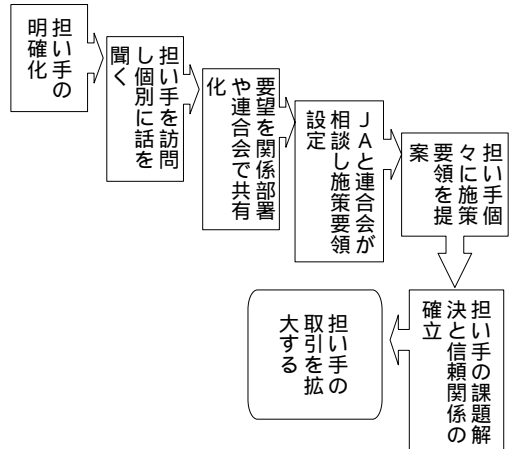 担い手の
明確化
担い手を訪問
し個別に話を
聞く
要望を関係部署
や連合会で共有
化
ＪＡと連合会が
相談し施策要領
設定
担い手個
々に施策
要領を提
案
担い手の課題解
決と信頼関係の
確立
担い手の
取引を拡
大する